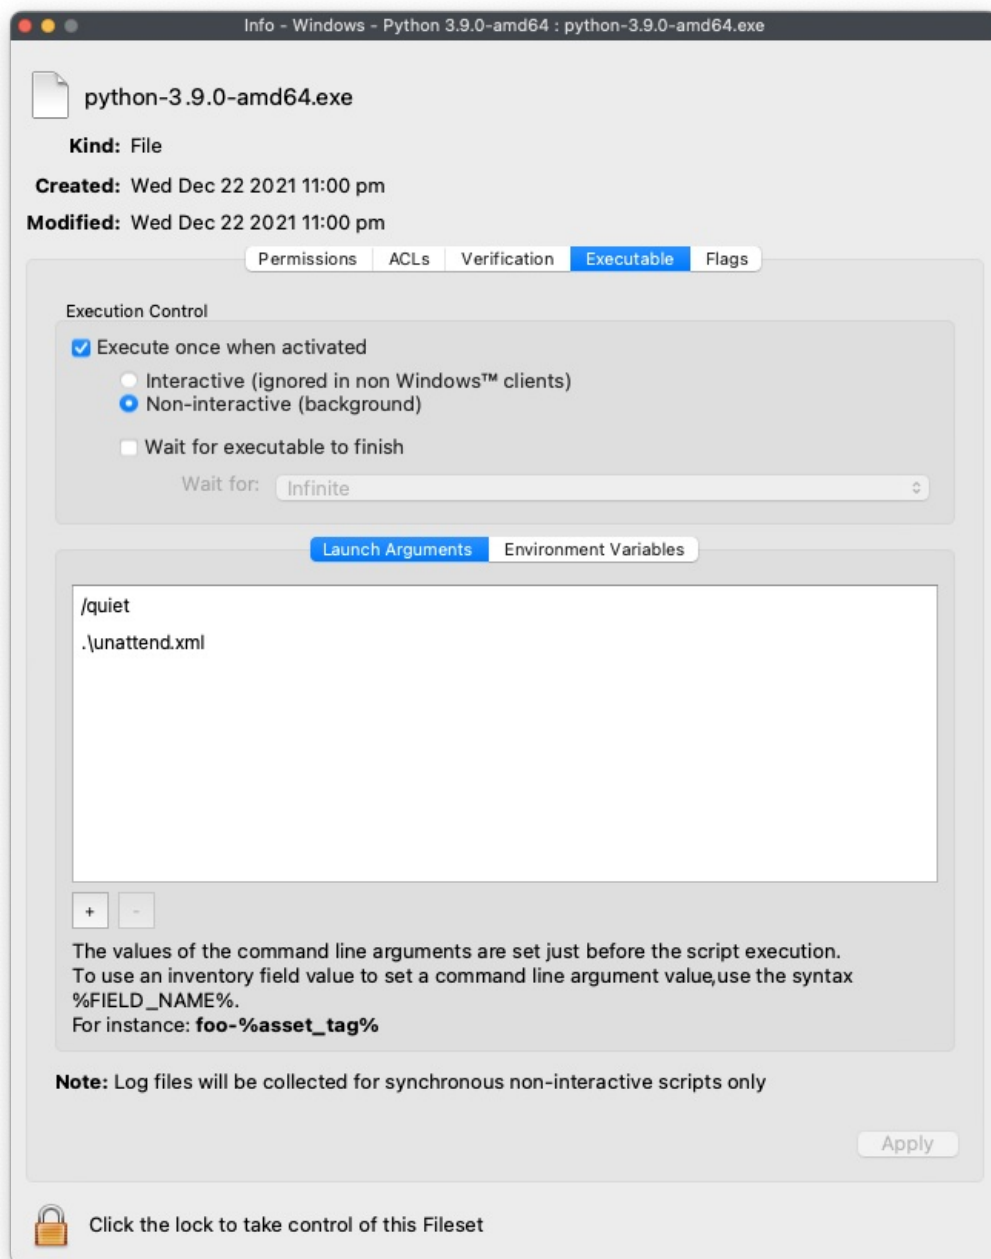 Info - Windows - Python 3.9.0-amd64 : python-3.9.0-amd64.exe
python-3.9.0-amd64.exe
Kind: File
Created: Wed Dec 22 2021 11:00 pm
Modified: Wed Dec 22 2021 11:00 pm
Permissions ACLs Verification Executable Flags
Execution Control
Execute once when activated
Interactive (ignored in non Windows™ clients)
Non-interactive (background)
Wait for executable to finish
Wait for: Infinite
Launch Arguments Environment Variables
/quiet
.\unattend.xml
+ -
The values of the command line arguments are set just before the script execution.
To use an inventory field value to set a command line argument value,use the syntax
%FIELD_NAME%.
For instance: foo-%asset_tag%
Note: Log files will be collected for synchronous non-interactive scripts only
Apply
Click the lock to take control of this Fileset